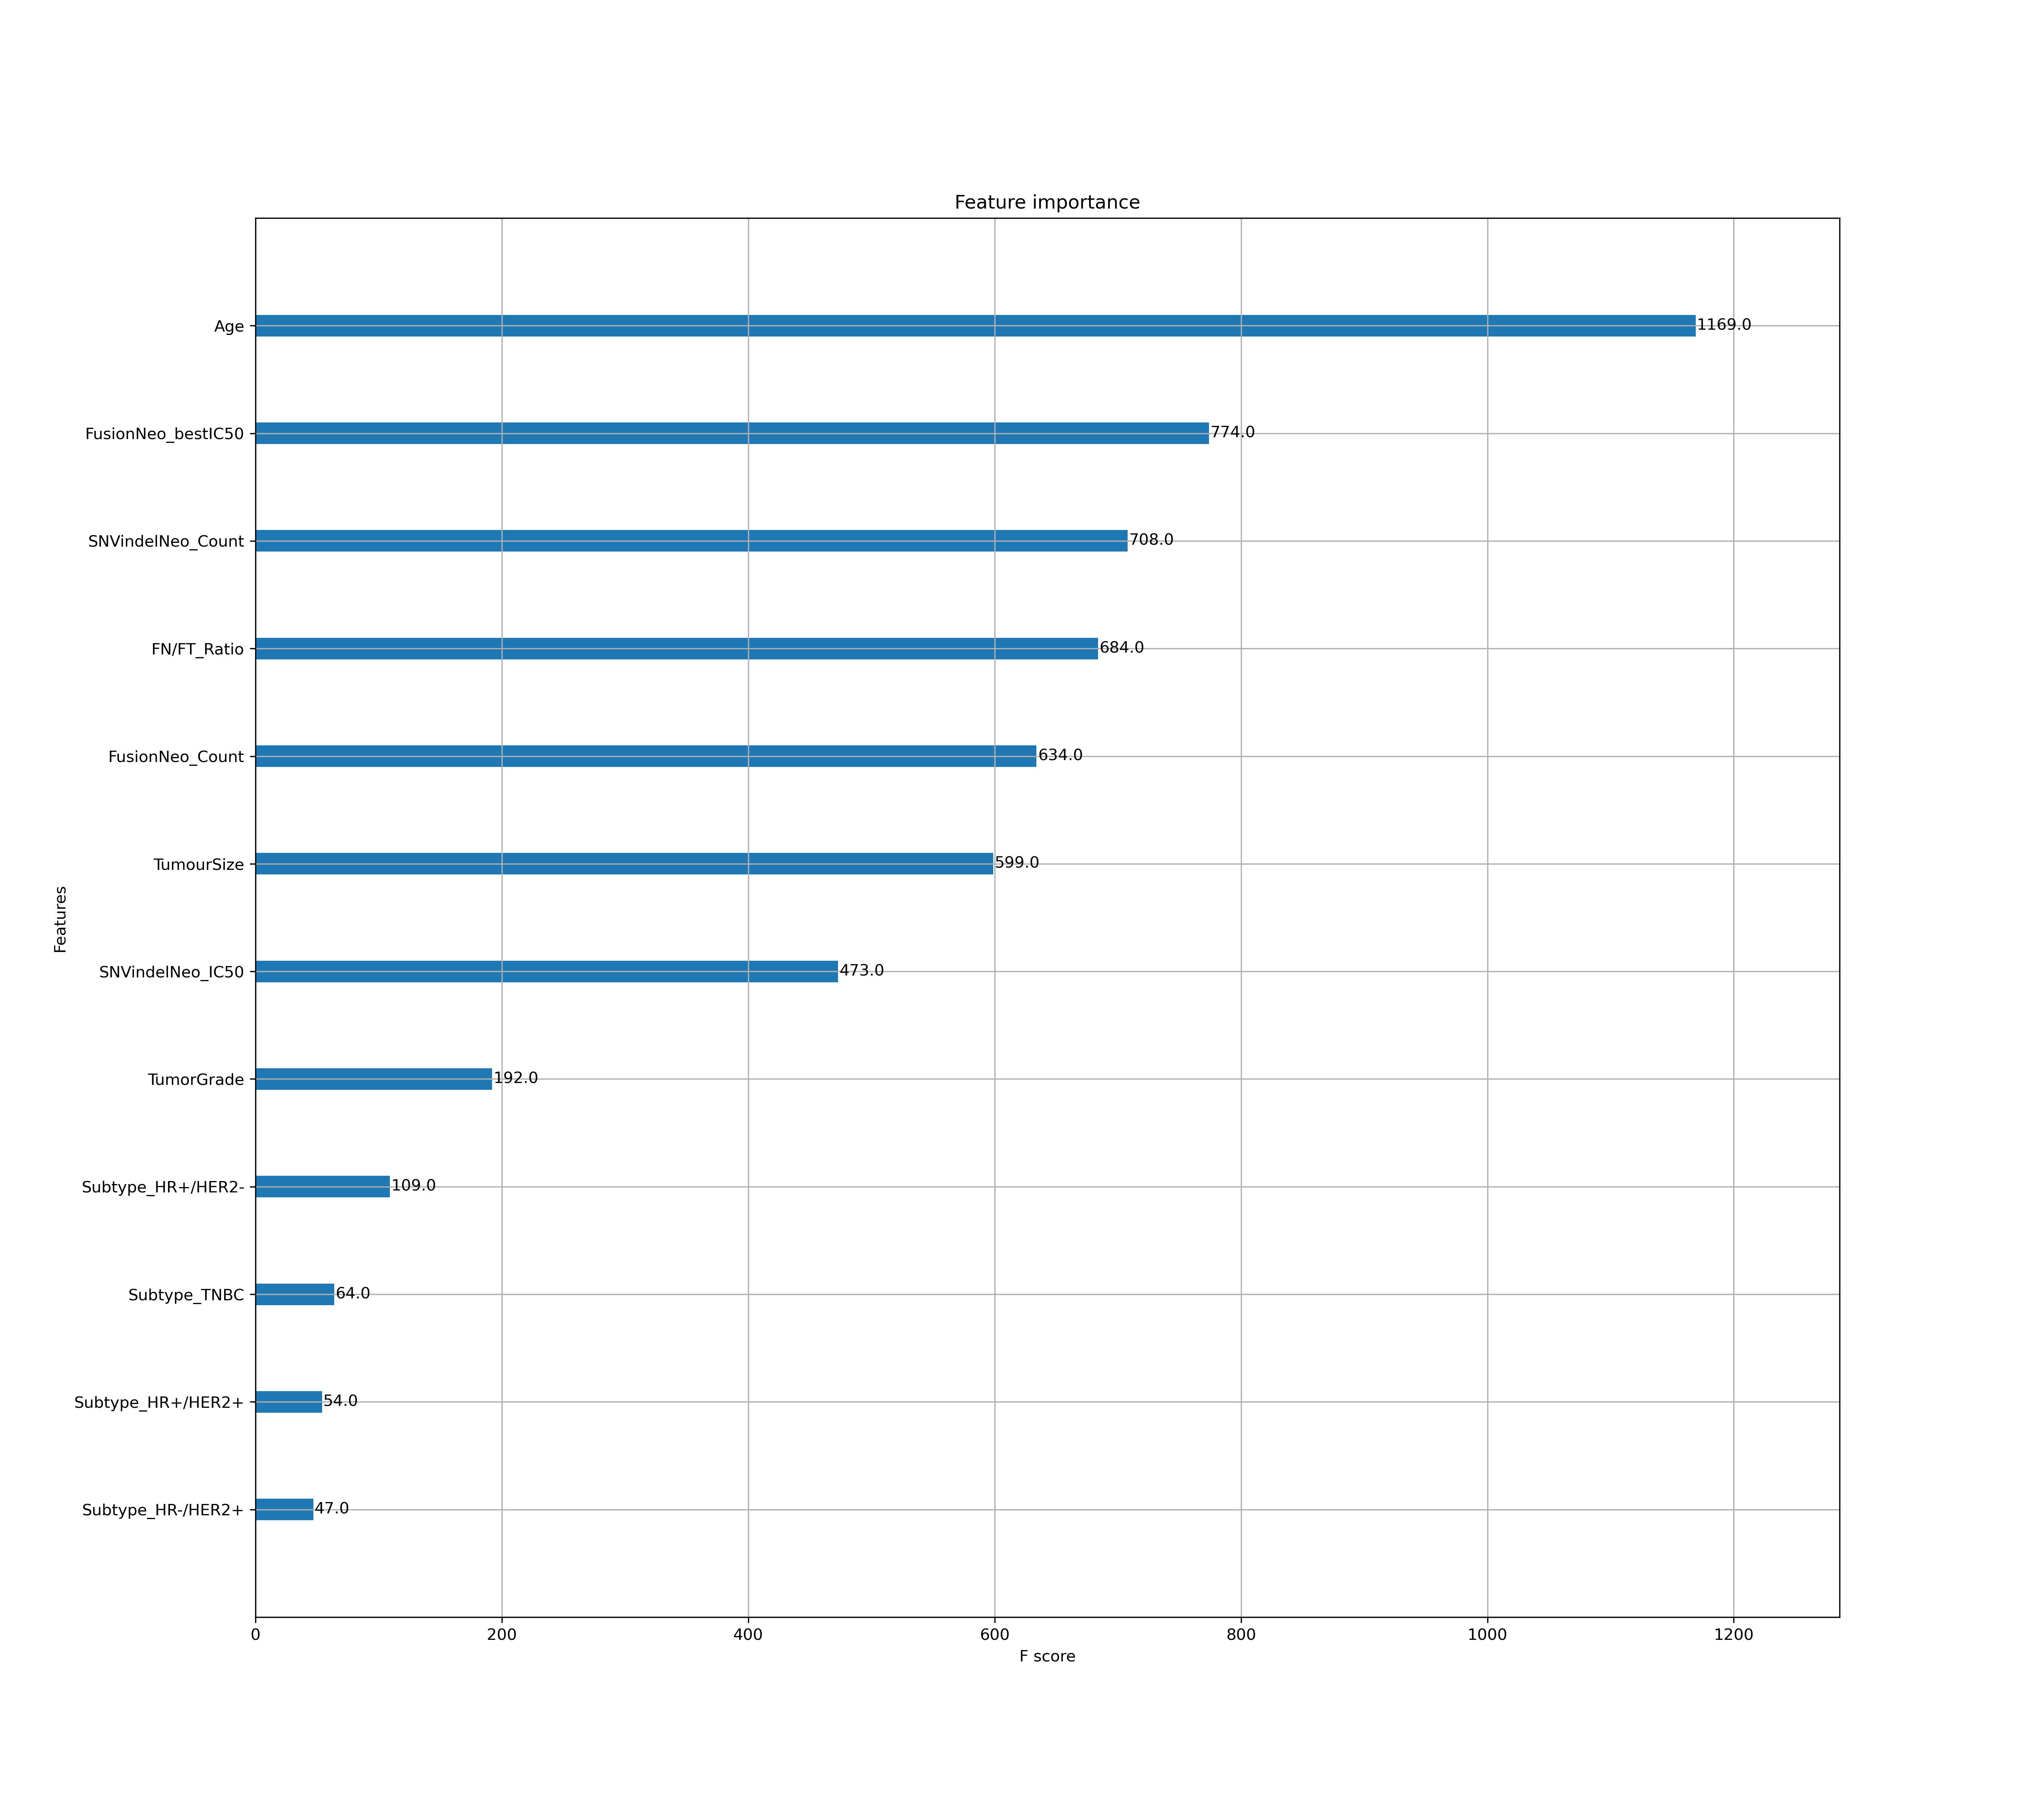 Feature importance
Age
1169.0
FusionNeo_bestIC50
774.0
SNVindelNeo_Count
708.0
FN/FT_Ratio
684.0
FusionNeo_Count
634.0
TumourSize
599.0
Features
SNVindelNeo_IC50
473.0
TumorGrade
192.0
Subtype_HR+/HER2-
109.0
Subtype_TNBC
64.0
Subtype_HR+/HER2+
54.0
Subtype_HR-/HER2+
47.0
0 200 400 600 800 1000 1200
F score